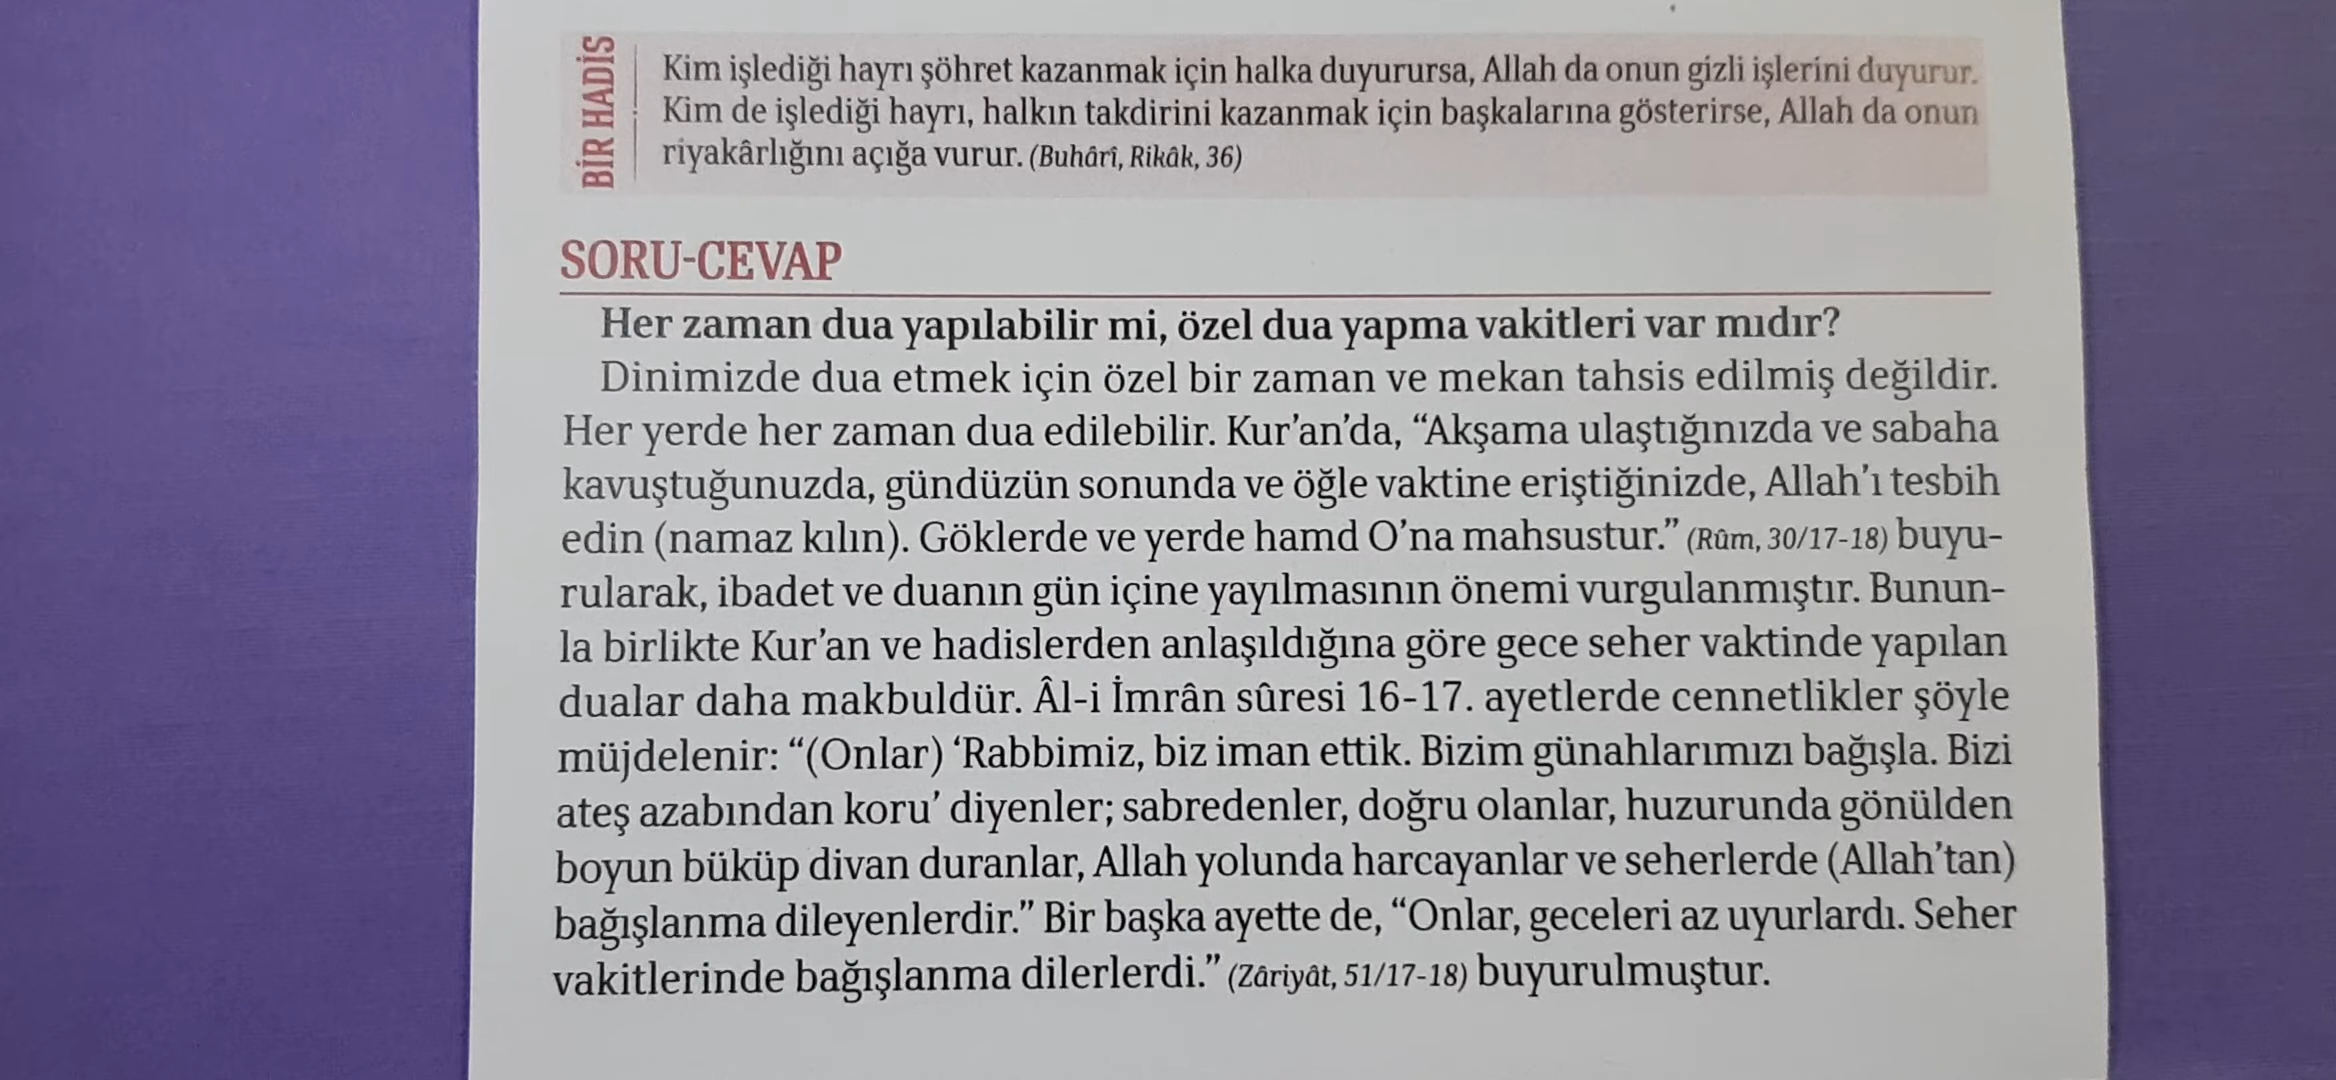 BİR HADİS
Kim işlediği hayrı şöhret kazanmak için halka duyurursa, Allah da onun gizli işlerini duyurur.
Kim de işlediği hayrı, halkın takdirini kazanmak için başkalarına gösterirse, Allah da onun
riyakârlığını açığa vurur. (Buhârî, Rikâk, 36)
SORU-CEVAP
Her zaman dua yapılabilir mi, özel dua yapma vakitleri var mıdır?
Dinimizde dua etmek için özel bir zaman ve mekan tahsis edilmiş değildir.
Her yerde her zaman dua edilebilir. Kur’an’da, “Akşama ulaştığınızda ve sabaha
kavuştuğunuzda, gündüzün sonunda ve öğle vaktine eriştiğinizde, Allah’ı tesbih
edin (namaz kılın). Göklerde ve yerde hamd O’na mahsustur.” (Rûm, 30/17-18) buyu-
rularak, ibadet ve duanın gün içine yayılmasının önemi vurgulanmıştır. Bunun-
la birlikte Kur’an ve hadislerden anlaşıldığına göre gece seher vaktinde yapılan
dualar daha makbuldür. Âl-i İmrân sûresi 16-17. ayetlerde cennetlikler şöyle
müjdelenir: “(Onlar) ‘Rabbimiz, biz iman ettik. Bizim günahlarımızı bağışla. Bizi
ateş azabından koru’ diyenler; sabredenler, doğru olanlar, huzurunda gönülden
boyun büküp divan duranlar, Allah yolunda harcayanlar ve seherlerde (Allah’tan)
bağışlanma dileyenlerdir.” Bir başka ayette de, “Onlar, geceleri az uyurlardı. Seher
vakitlerinde bağışlanma dilerlerdi.” (Zâriyât, 51/17-18) buyurulmuştur.